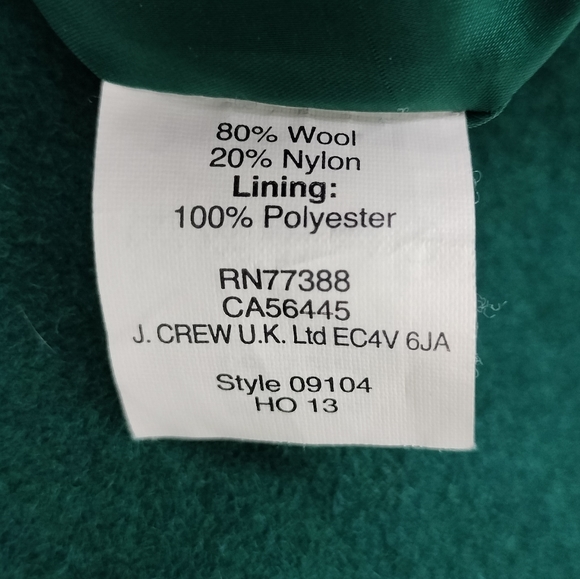 80% Wool
20% Nylon
Lining:
100% Polyester
RN77388
CA56445
J. CREW U.K. Ltd EC4V 6JA
Style 09104
HO 13